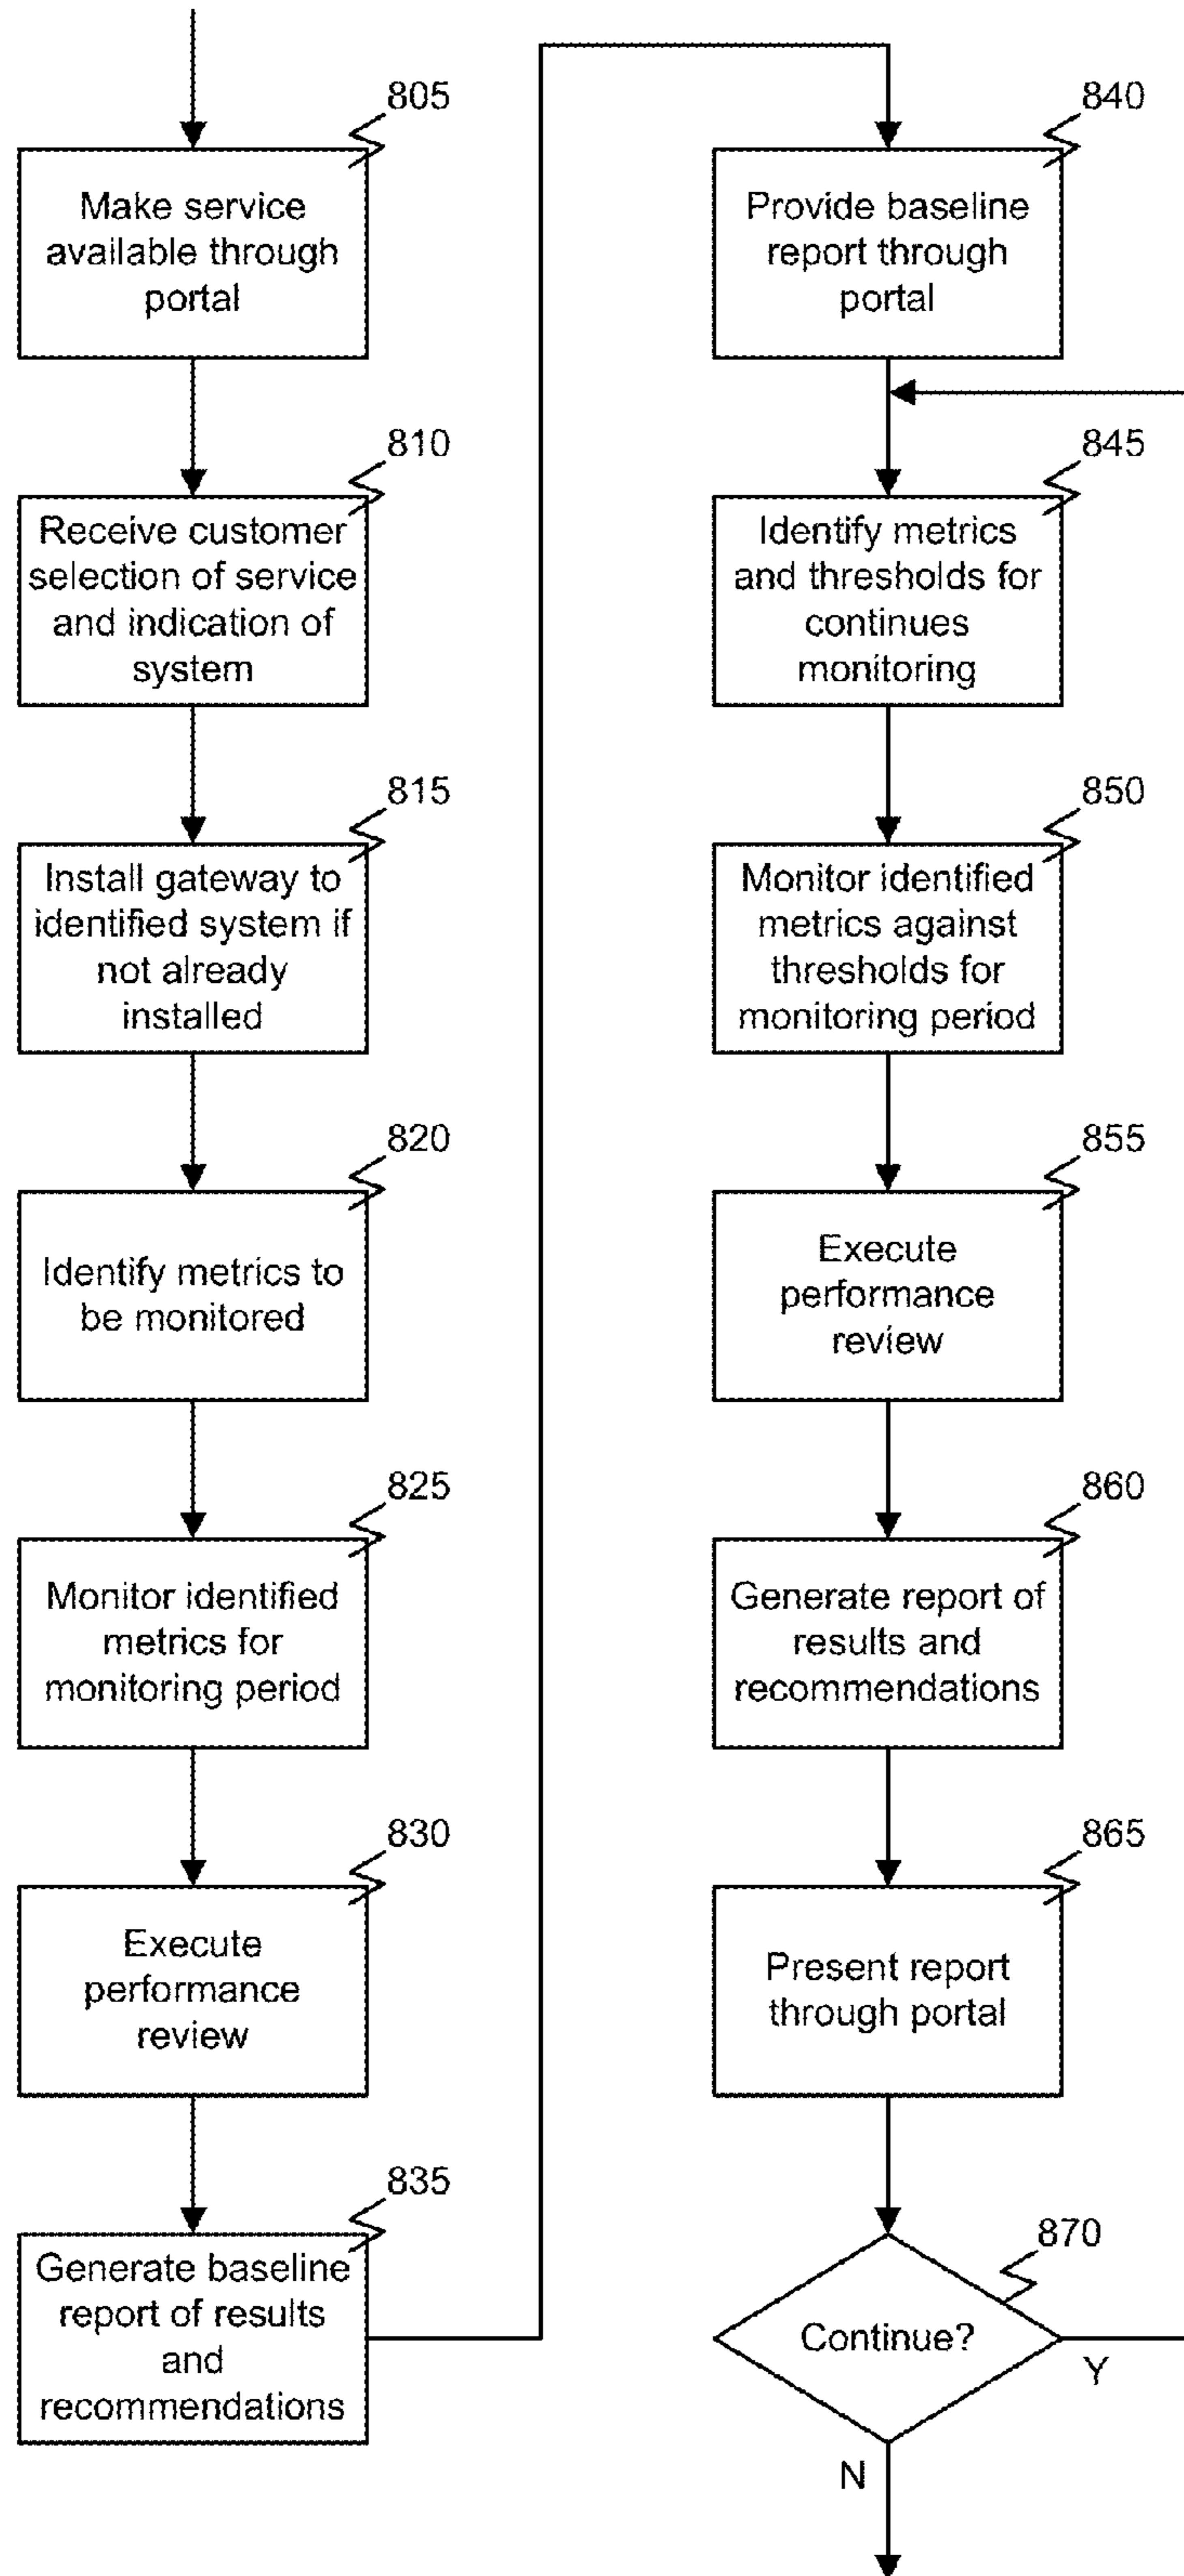 805
Make service
available through
portal
810
Receive customer
selection of service
and indication of
system
815
Install gateway to
identified system if
not already
installed
820
Identify metrics to
be monitored
825
Monitor identified
metrics for
monitoring period
830
Execute
performance
review
835
Generate baseline
report of results
and
recommendations
840
Provide baseline
report through
portal
845
Identify metrics
and thresholds for
continues
monitoring
850
Monitor identified
metrics against
thresholds for
monitoring period
855
Execute
performance
review
860
Generate report of
results and
recommendations
865
Present report
through portal
870
Continue?
Y
N